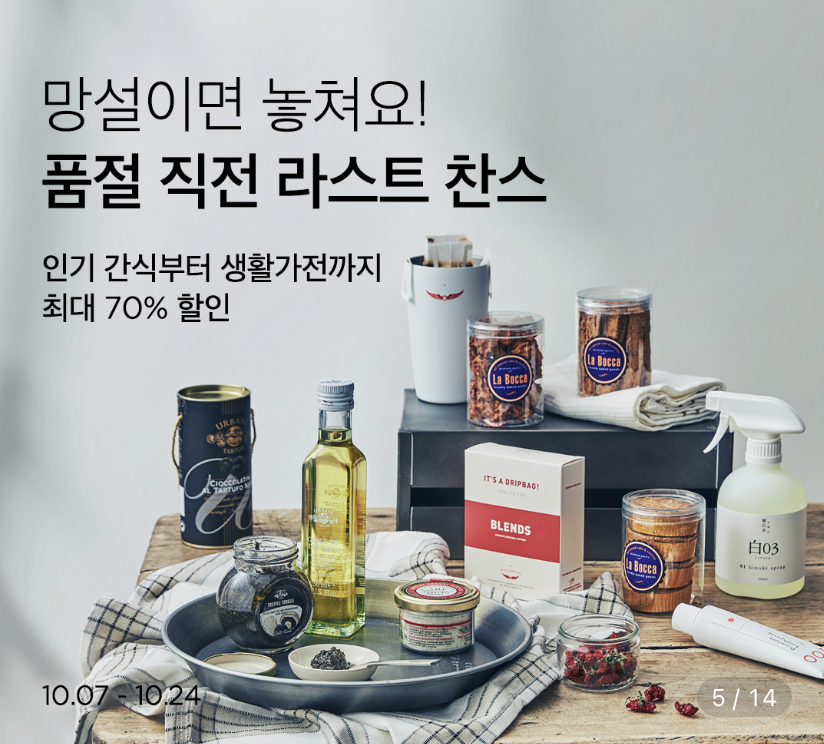 망설이면 놓쳐요!
품절 직전 라스트 찬스
인기 간식부터 생활가전까지
최대 70% 할인
La Bocca
La Bocca
URBANI
TARTUFI
CIOCCOLATINI
AL TARTUFO
IT'S A DRIPBAG!
BLENDS
La Bocca
白03
01 hinoki spray
10.07 - 10.24
5 / 14